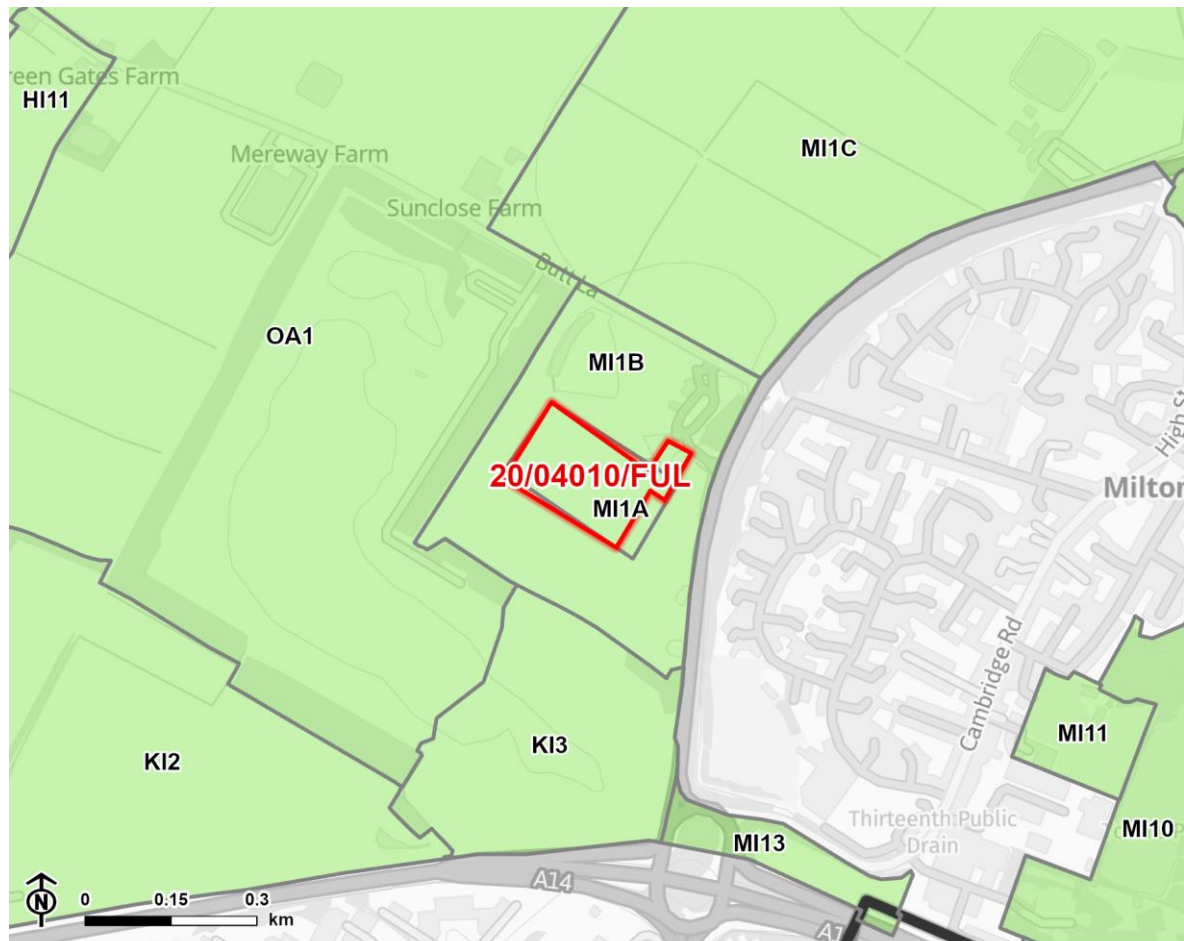 reen Gates Farm
HI11
Mereway Farm
MI1C
Sunclose Farm
Butt La
OA1
MI1B
High St
20/04010/FUL
Milton
MI1A
Cambridge Rd
MI11
KI3
KI2
Thirteenth Public
Drain
MI10
MI13
A14
A1
N
0 0.15 0.3
km